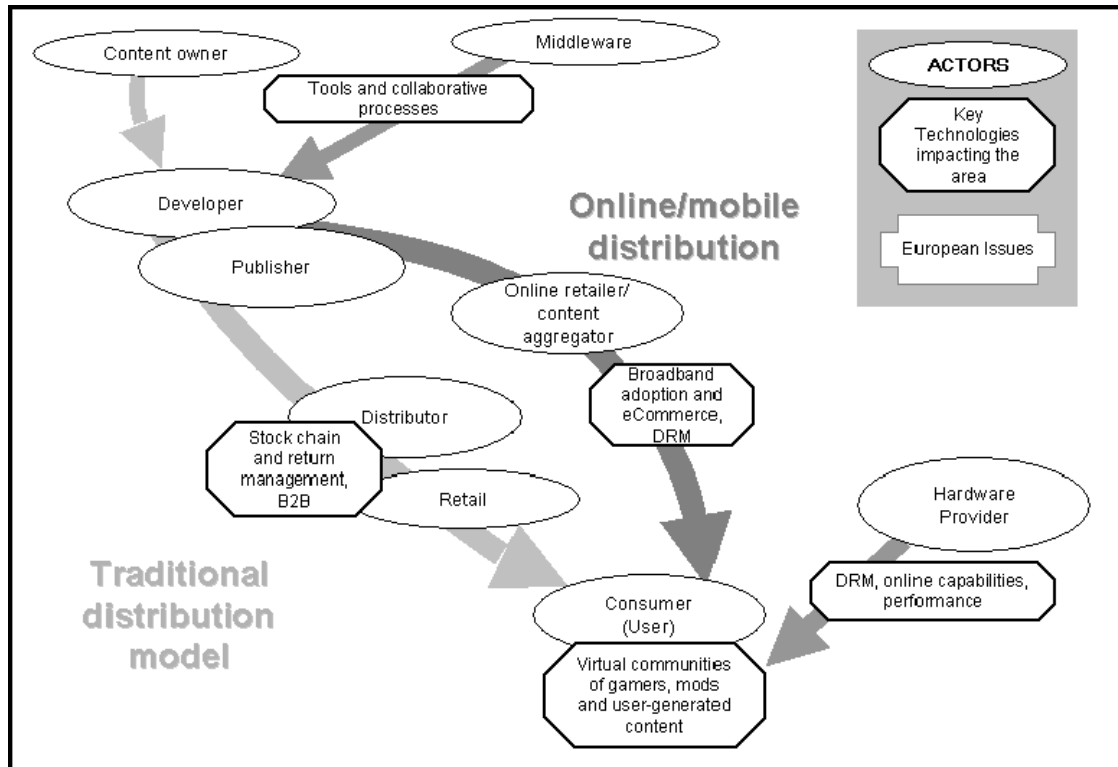 Content owner
Middleware
Tools and collaborative
processes
Developer
Publisher
Online/mobile
distribution
Online retailer/
content
aggregator
Broadband
adoption and
eCommerce,
DRM
Distributor
Stock chain
and return
management,
B2B
Retail
Traditional
distribution
model
Hardware
Provider
DRM, online capabilities,
performance
Consumer
(User)
Virtual communities
of gamers, mods
and user-generated
content
ACTORS
Key
Technologies
impacting the
area
European Issues